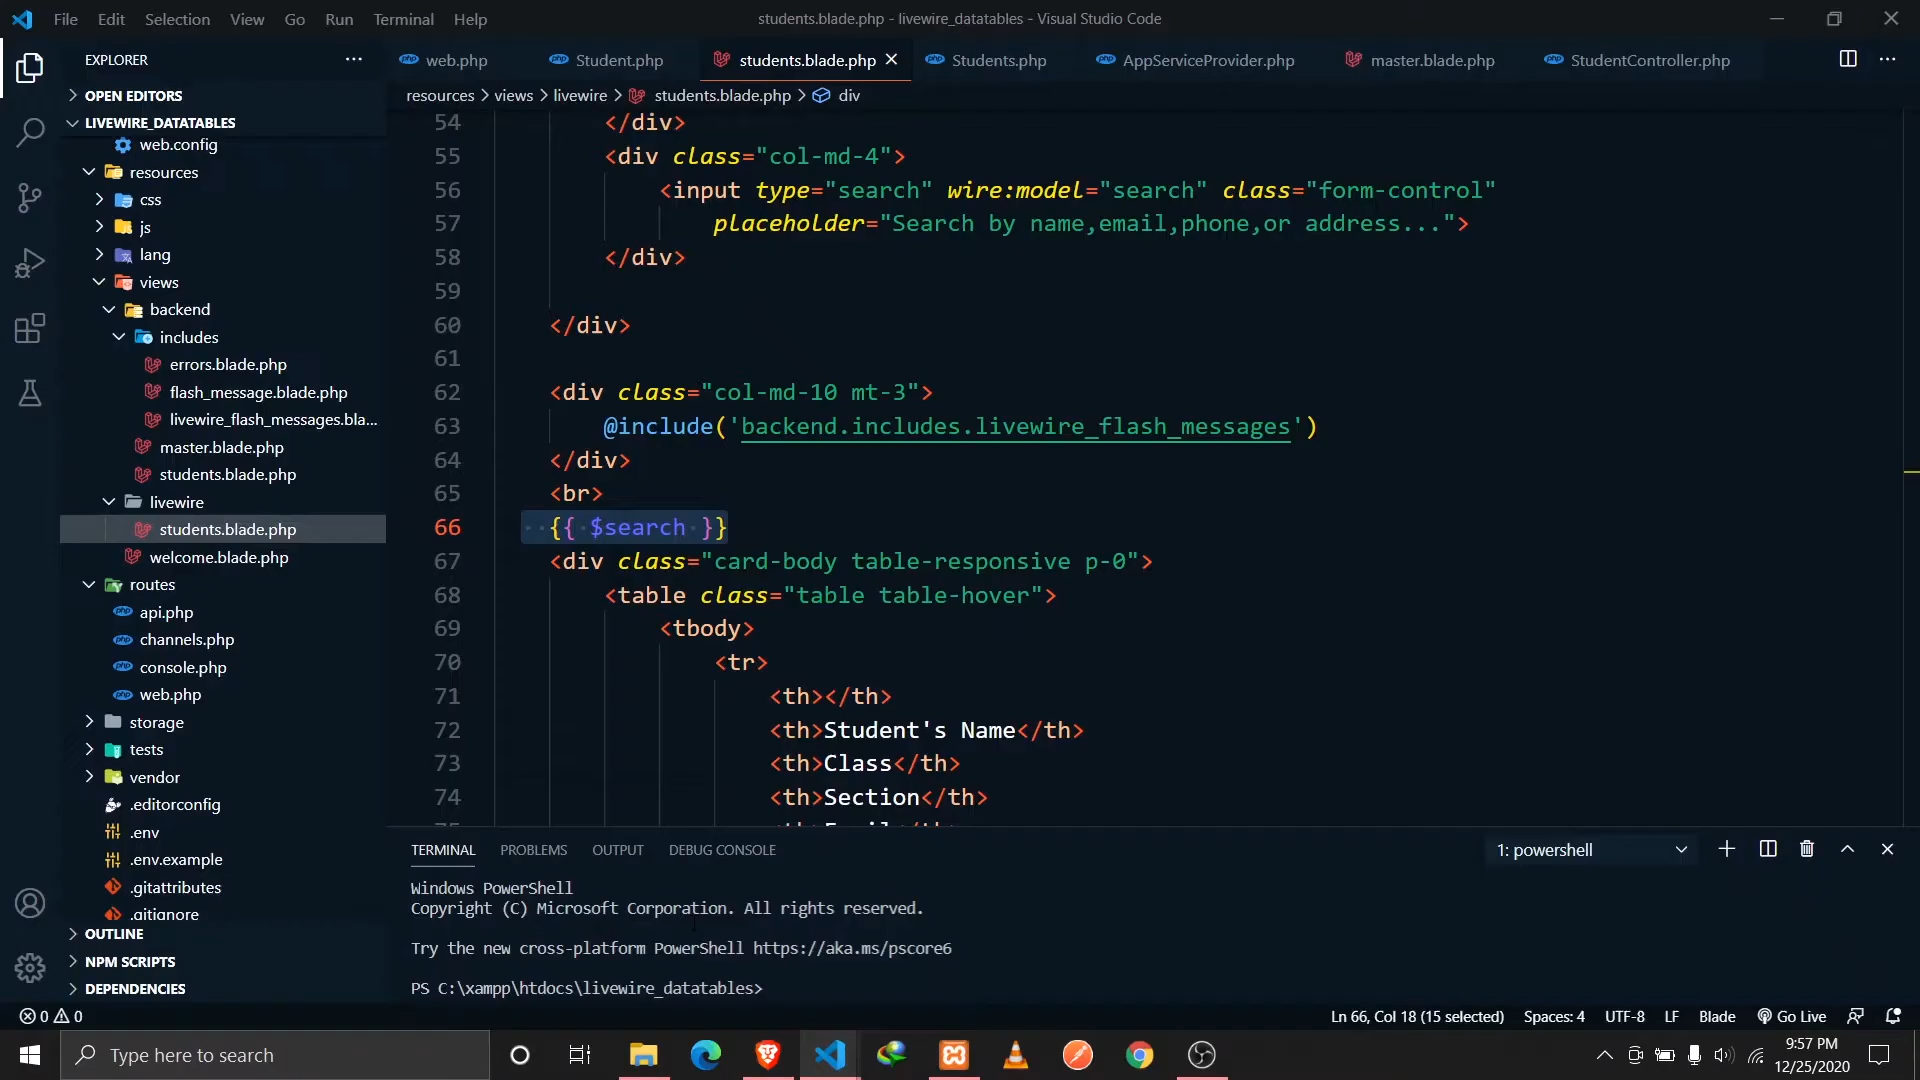 File Edit Selection View Go Run Terminal Help
students.blade.php - livewire_datatables - Visual Studio Code
EXPLORER
web.php Student.php students.blade.php Students.php AppServiceProvider.php master.blade.php StudentController.php
resources > views > livewire > students.blade.php > div
OPEN EDITORS
LIVEWIRE_DATATABLES
web.config
resources
css
js
lang
views
backend
includes
errors.blade.php
flash_message.blade.php
livewire_flash_messages.bla...
master.blade.php
students.blade.php
livewire
students.blade.php
welcome.blade.php
routes
api.php
channels.php
console.php
web.php
storage
tests
vendor
.editorconfig
.env
.env.example
.gitattributes
.gitignore
OUTLINE
NPM SCRIPTS
DEPENDENCIES
54 </div>
55 <div class="col-md-4">
56 <input type="search" wire:model="search" class="form-control"
57 placeholder="Search by name,email,phone,or address...">
58 </div>
59
60 </div>
61
62 <div class="col-md-10 mt-3">
63 @include('backend.includes.livewire_flash_messages')
64 </div>
65 <br>
66 {{ $search }}
67 <div class="card-body table-responsive p-0">
68 <table class="table table-hover">
69 <tbody>
70 <tr>
71 <th></th>
72 <th>Student's Name</th>
73 <th>Class</th>
74 <th>Section</th>
75 <th>Email</th>
TERMINAL PROBLEMS OUTPUT DEBUG CONSOLE
1: powershell
Windows PowerShell
Copyright (C) Microsoft Corporation. All rights reserved.
Try the new cross-platform PowerShell https://aka.ms/pscore6
PS C:\xampp\htdocs\livewire_datatables>
0 0
Ln 66, Col 18 (15 selected) Spaces: 4 UTF-8 LF Blade Go Live
Type here to search
9:57 PM
12/25/2020